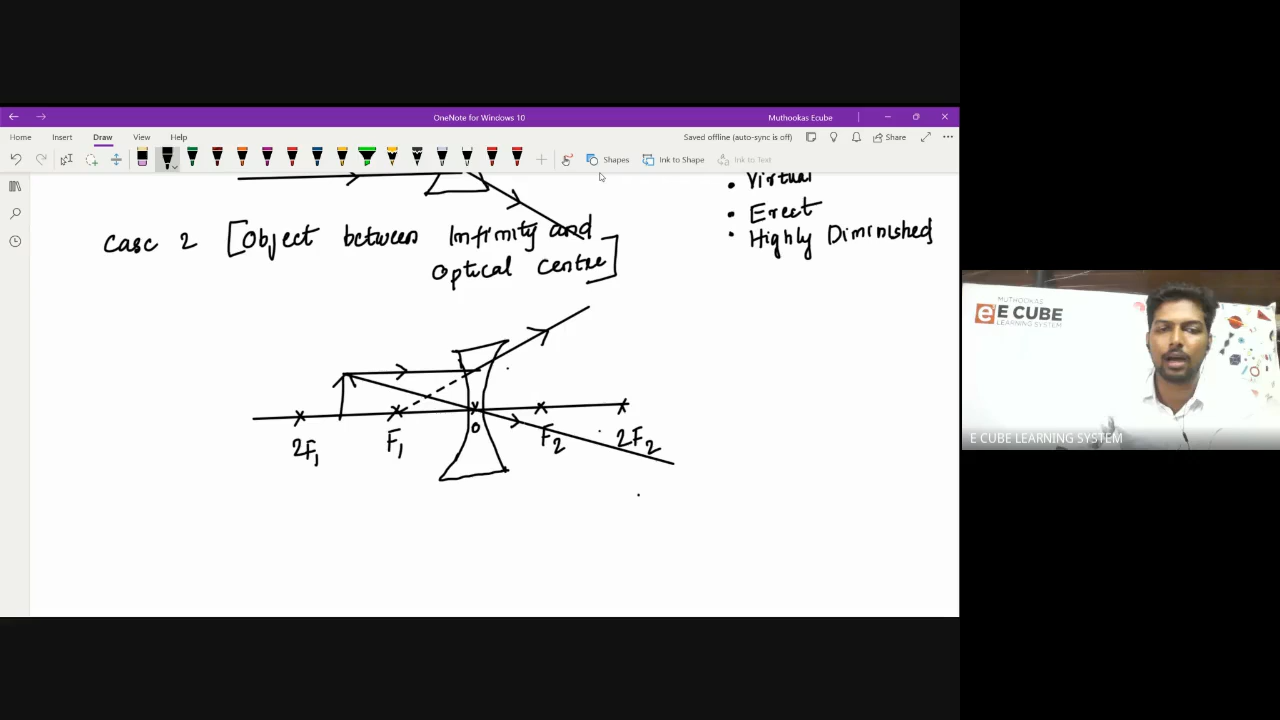 OneNote for Windows 10
Muthookas Ecube
Home Insert Draw View Help
Saved offline (auto-sync is off)
Share
Shapes
Ink to Shape
Ink to Text
• Virtual
• Erect
• Highly Diminished
Case 2 [Object between Infinity and
Optical Centre]
2F₁ F₁ O F₂ 2F₂
MUTHOOKAS
e E CUBE
LEARNING SYSTEM
E CUBE LEARNING SYSTEM